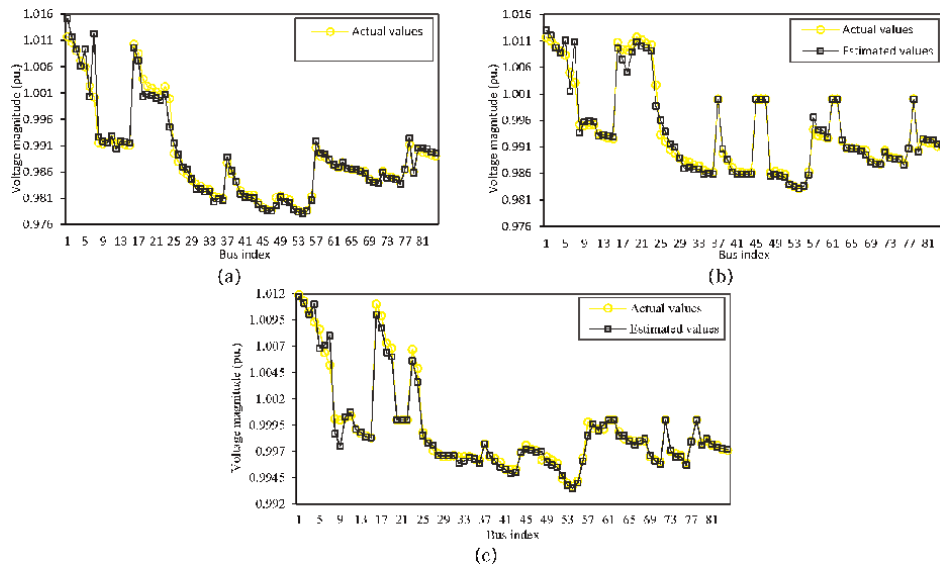 1.016
1.011
1.006
1.001
0.996
0.991
0.986
0.981
0.976
Voltage magnitude (pu.)
Actual values
1 5 9 13 17 21 25 29 33 37 41 45 49 53 57 61 65 69 73 77 81
Bus index
(a)
1.016
1.011
1.006
1.001
0.996
0.991
0.986
0.981
0.976
Voltage magnitude (pu.)
Actual values
Estimated values
1 5 9 13 17 21 25 29 33 37 41 45 49 53 57 61 65 69 73 77 81
Bus index
(b)
1.012
1.0095
1.007
1.0045
1.002
0.9995
0.997
0.9945
0.992
Voltage magnitude (pu.)
Actual values
Estimated values
1 5 9 13 17 21 25 29 33 37 41 45 49 53 57 61 65 69 73 77 81
Bus index
(c)